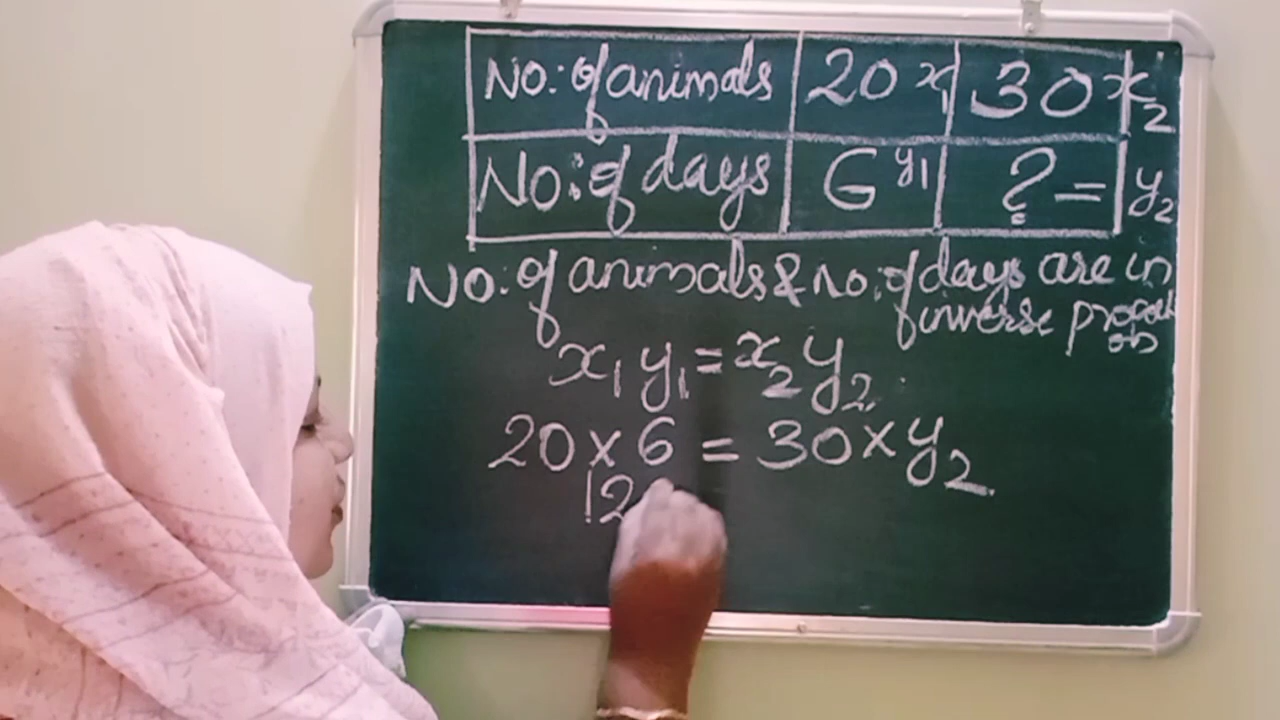 No: of animals 20 x1 30 x2
No: of days 6 y1 ? = y2
No: of animals & No: of days are in
inverse
x1 y1 = x2 y2
20 x 6 = 30 x y2
12